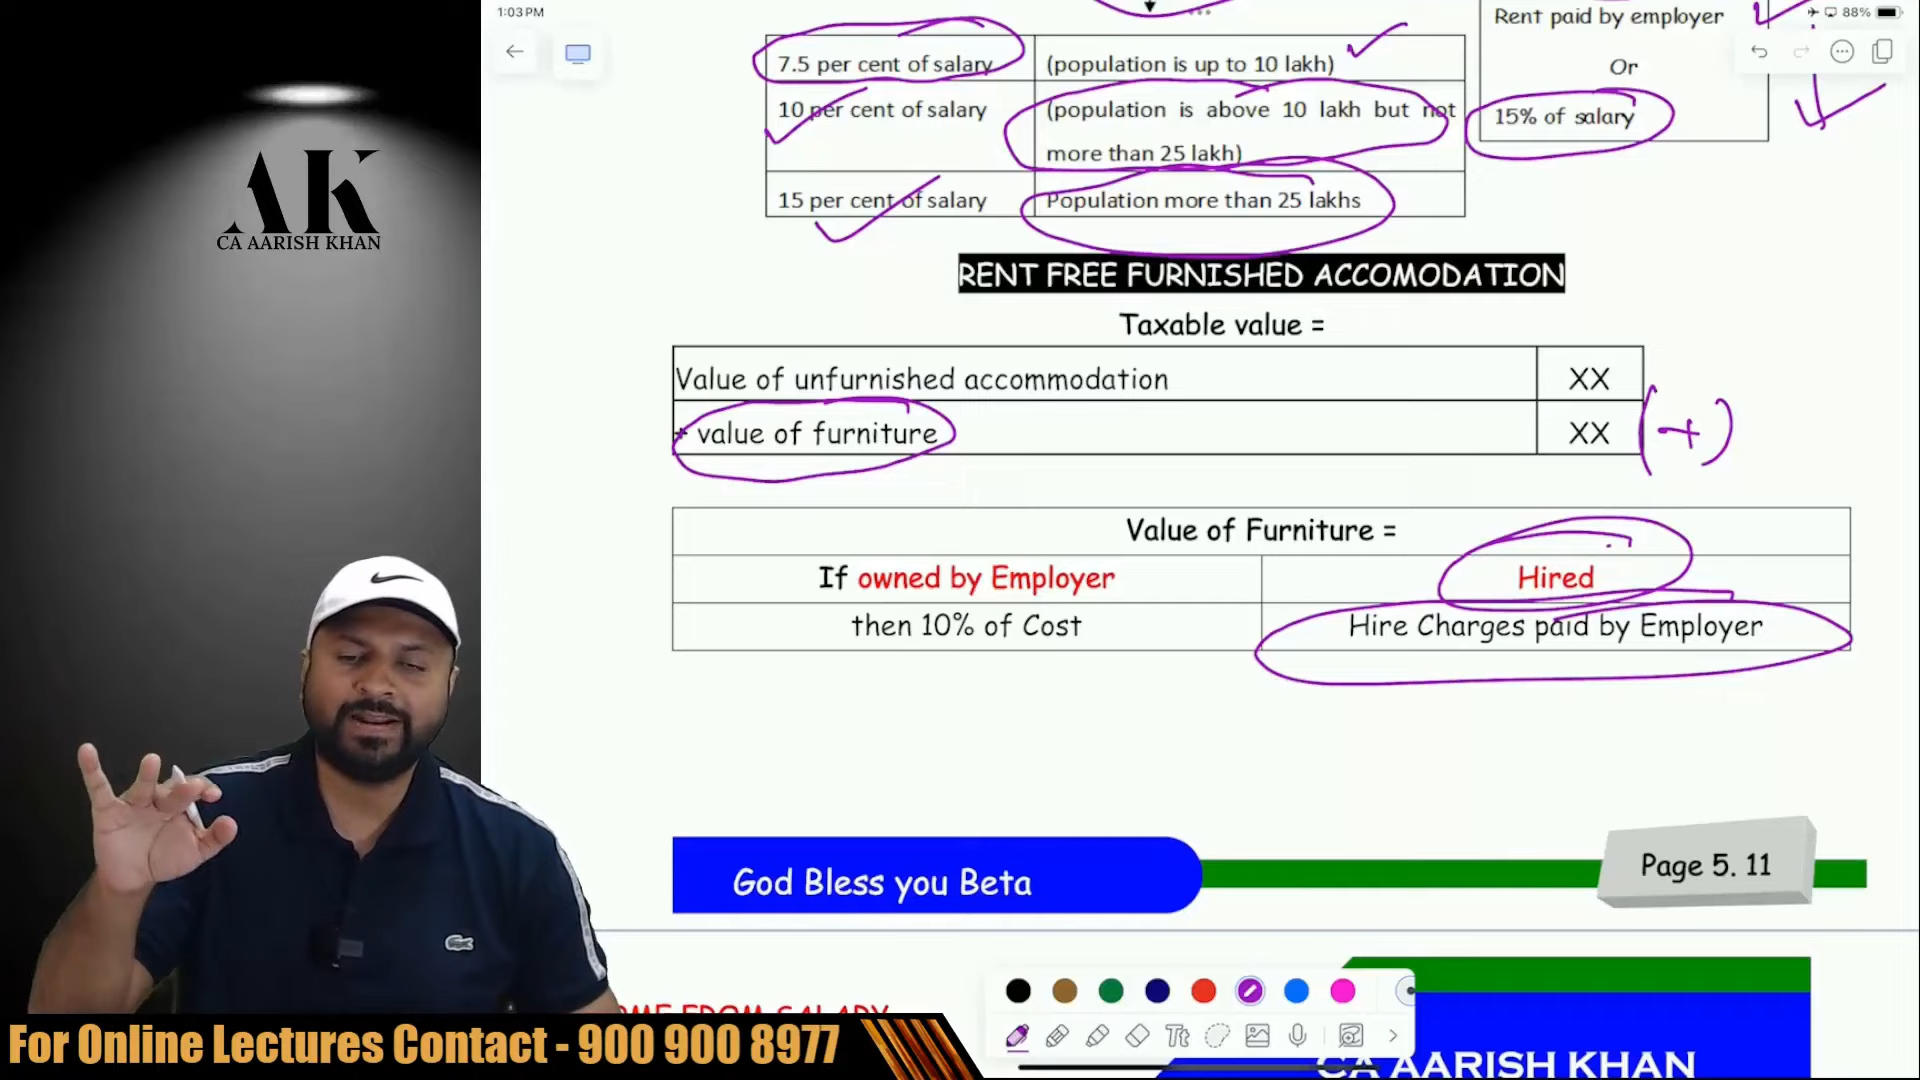 1:03 PM
88%
Rent paid by employer
Or
15% of salary
7.5 per cent of salary (population is up to 10 lakh)
10 per cent of salary (population is above 10 lakh but not
more than 25 lakh)
15 per cent of salary Population more than 25 lakhs
RENT FREE FURNISHED ACCOMODATION
Taxable value =
Value of unfurnished accommodation XX
+ value of furniture XX (+)
Value of Furniture =
If owned by Employer Hired
then 10% of Cost Hire Charges paid by Employer
AK
CA AARISH KHAN
God Bless you Beta
Page 5. 11
OME FROM SALARY
Tt
CA AARISH KHAN
For Online Lectures Contact - 900 900 8977